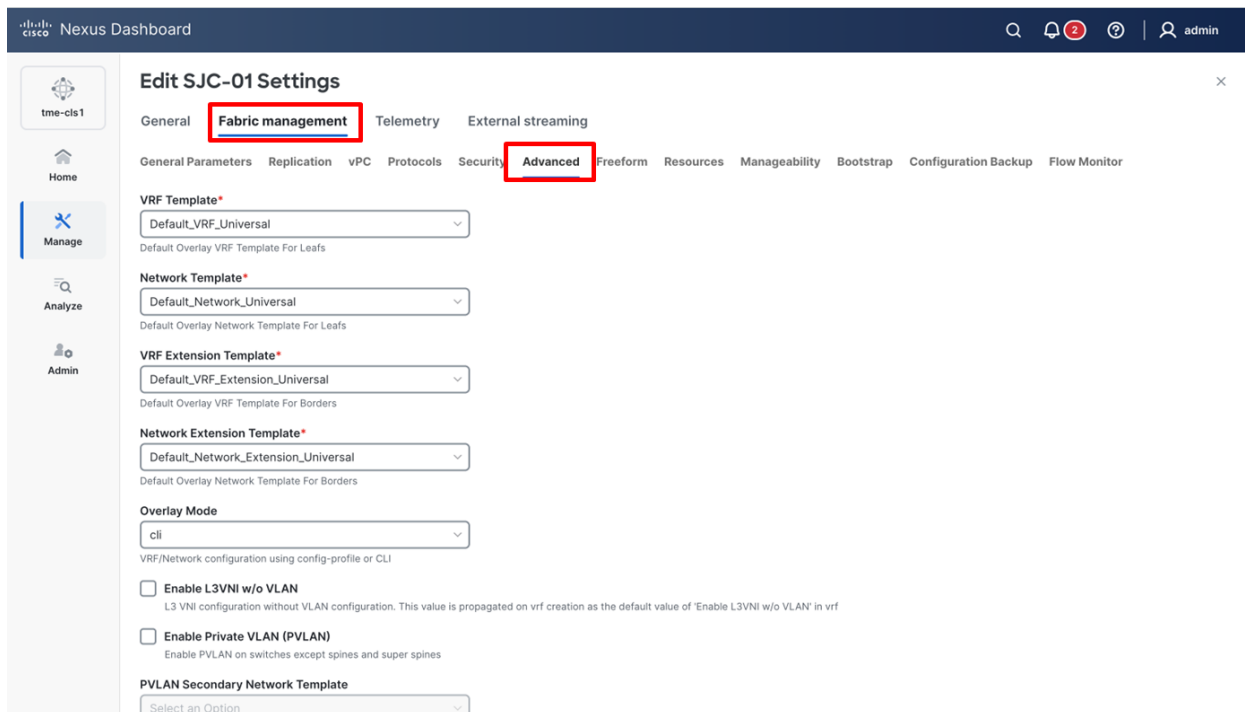 cisco Nexus Dashboard
2
admin
tme-cls1
Home
Manage
Analyze
Admin
Edit SJC-01 Settings
General Fabric management Telemetry External streaming
General Parameters Replication vPC Protocols Security Advanced Freeform Resources Manageability Bootstrap Configuration Backup Flow Monitor
VRF Template*
Default_VRF_Universal
Default Overlay VRF Template For Leafs
Network Template*
Default_Network_Universal
Default Overlay Network Template For Leafs
VRF Extension Template*
Default_VRF_Extension_Universal
Default Overlay VRF Template For Borders
Network Extension Template*
Default_Network_Extension_Universal
Default Overlay Network Template For Borders
Overlay Mode
cli
VRF/Network configuration using config-profile or CLI
Enable L3VNI w/o VLAN
L3 VNI configuration without VLAN configuration. This value is propagated on vrf creation as the default value of 'Enable L3VNI w/o VLAN' in vrf
Enable Private VLAN (PVLAN)
Enable PVLAN on switches except spines and super spines
PVLAN Secondary Network Template
Select an Option